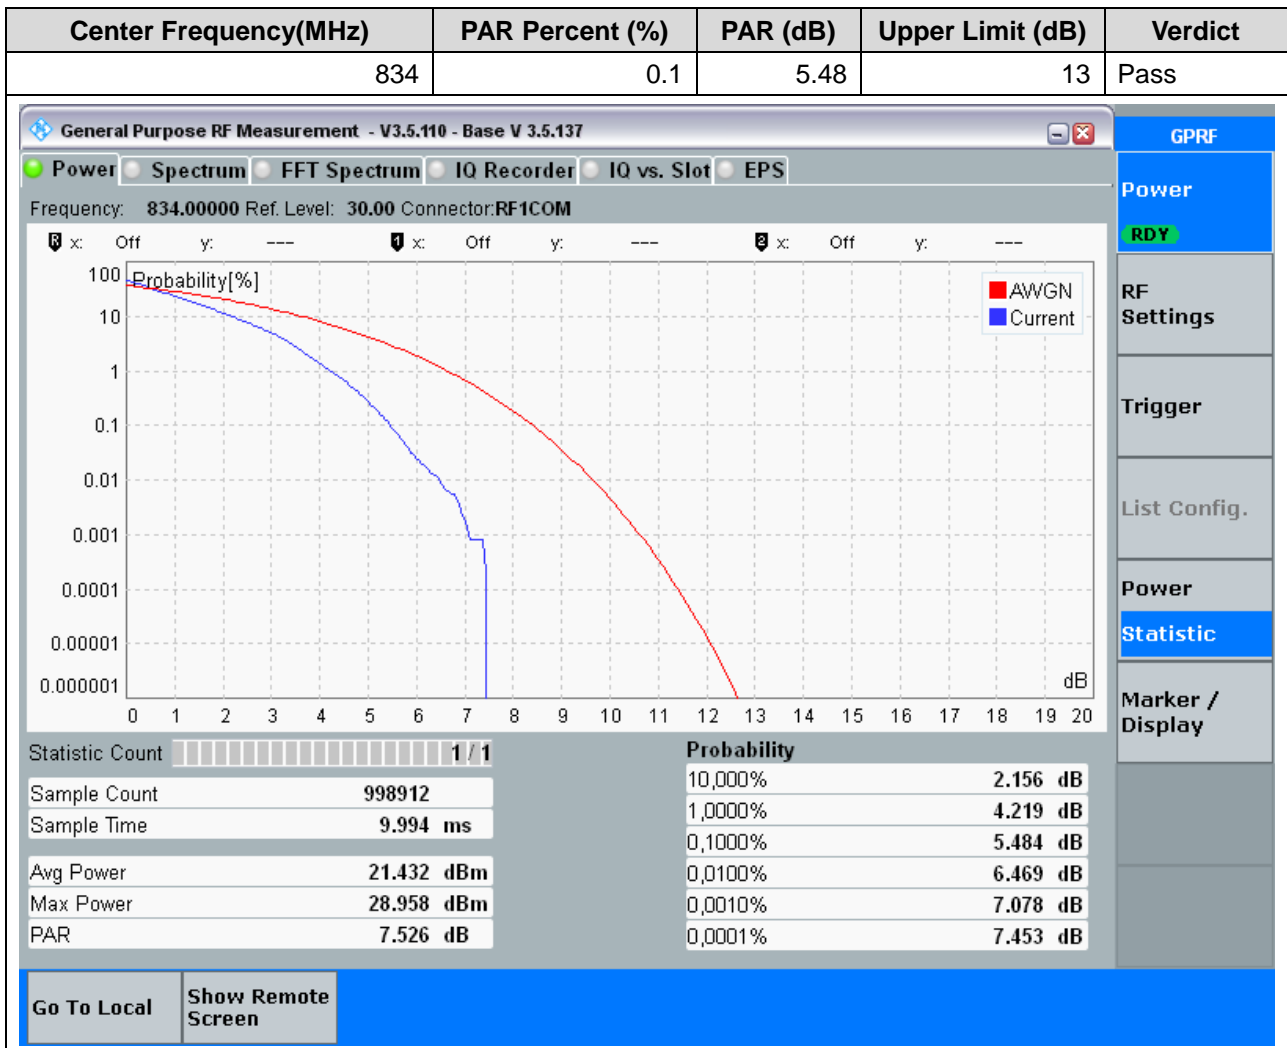 Center Frequency(MHz) PAR Percent (%) PAR (dB) Upper Limit (dB) Verdict
834 0.1 5.48 13 Pass
General Purpose RF Measurement - V3.5.110 - Base V 3.5.137
GPRF
Power Spectrum FFT Spectrum IQ Recorder IQ vs. Slot EPS
Frequency: 834.00000 Ref. Level: 30.00 Connector:RF1COM
R x: Off y: --- 1 x: Off y: --- 2 x: Off y: ---
Probability[%]
AWGN
Current
100
10
1
0.1
0.01
0.001
0.0001
0.00001
0.000001
dB
0 1 2 3 4 5 6 7 8 9 10 11 12 13 14 15 16 17 18 19 20
Statistic Count 1 / 1
Sample Count 998912
Sample Time 9.994 ms
Avg Power 21.432 dBm
Max Power 28.958 dBm
PAR 7.526 dB
Probability
10,000% 2.156 dB
1,0000% 4.219 dB
0,1000% 5.484 dB
0,0100% 6.469 dB
0,0010% 7.078 dB
0,0001% 7.453 dB
Power
RDY
RF
Settings
Trigger
List Config.
Power
Statistic
Marker /
Display
Go To Local
Show Remote
Screen